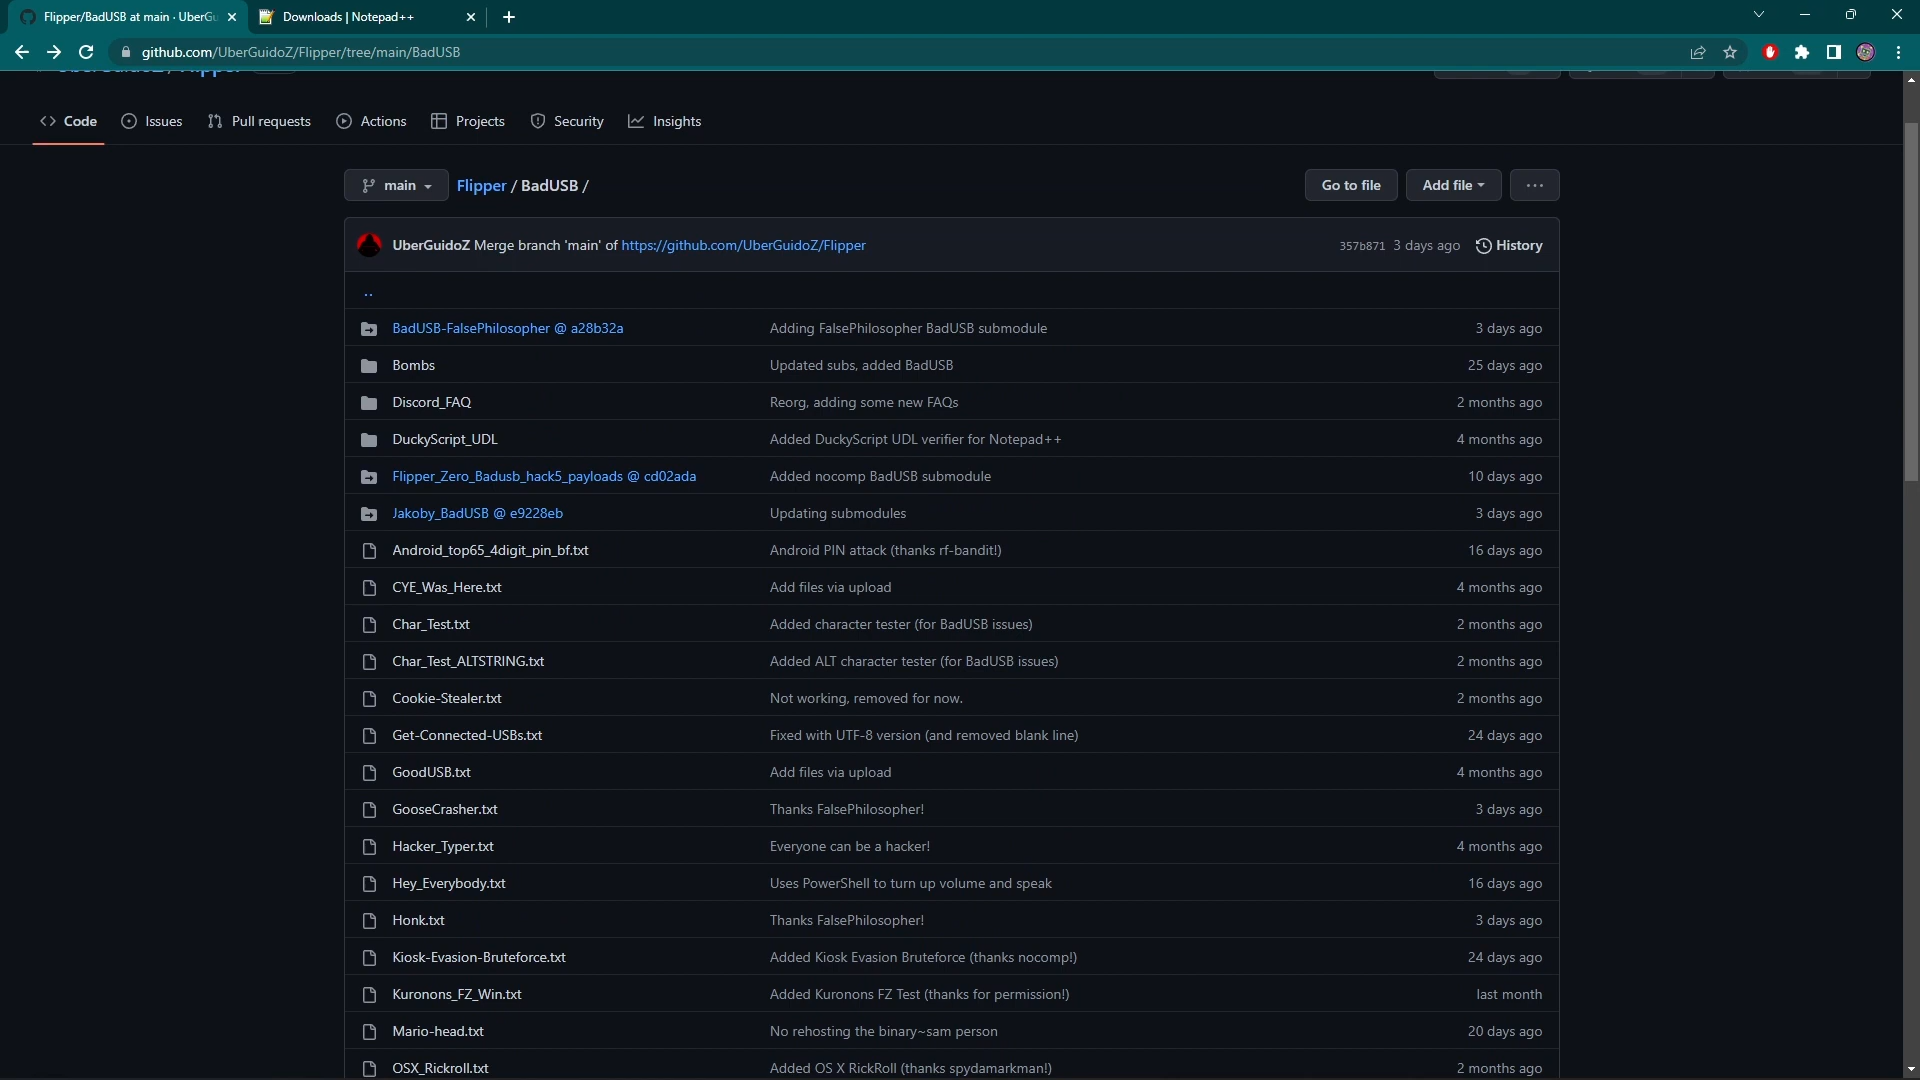 Flipper/BadUSB at main · UberGu
Downloads | Notepad++
github.com/UberGuidoZ/Flipper/tree/main/BadUSB
Code Issues Pull requests Actions Projects Security Insights
main Flipper / BadUSB / Go to file Add file ...
UberGuidoZ Merge branch 'main' of https://github.com/UberGuidoZ/Flipper 357b871 3 days ago History
..
BadUSB-FalsePhilosopher @ a28b32a Adding FalsePhilosopher BadUSB submodule 3 days ago
Bombs Updated subs, added BadUSB 25 days ago
Discord_FAQ Reorg, adding some new FAQs 2 months ago
DuckyScript_UDL Added DuckyScript UDL verifier for Notepad++ 4 months ago
Flipper_Zero_Badusb_hack5_payloads @ cd02ada Added nocomp BadUSB submodule 10 days ago
Jakoby_BadUSB @ e9228eb Updating submodules 3 days ago
Android_top65_4digit_pin_bf.txt Android PIN attack (thanks rf-bandit!) 16 days ago
CYE_Was_Here.txt Add files via upload 4 months ago
Char_Test.txt Added character tester (for BadUSB issues) 2 months ago
Char_Test_ALTSTRING.txt Added ALT character tester (for BadUSB issues) 2 months ago
Cookie-Stealer.txt Not working, removed for now. 2 months ago
Get-Connected-USBs.txt Fixed with UTF-8 version (and removed blank line) 24 days ago
GoodUSB.txt Add files via upload 4 months ago
GooseCrasher.txt Thanks FalsePhilosopher! 3 days ago
Hacker_Typer.txt Everyone can be a hacker! 4 months ago
Hey_Everybody.txt Uses PowerShell to turn up volume and speak 16 days ago
Honk.txt Thanks FalsePhilosopher! 3 days ago
Kiosk-Evasion-Bruteforce.txt Added Kiosk Evasion Bruteforce (thanks nocomp!) 24 days ago
Kuronons_FZ_Win.txt Added Kuronons FZ Test (thanks for permission!) last month
Mario-head.txt No rehosting the binary~sam person 20 days ago
OSX_Rickroll.txt Added OS X RickRoll (thanks spydamarkman!) 2 months ago